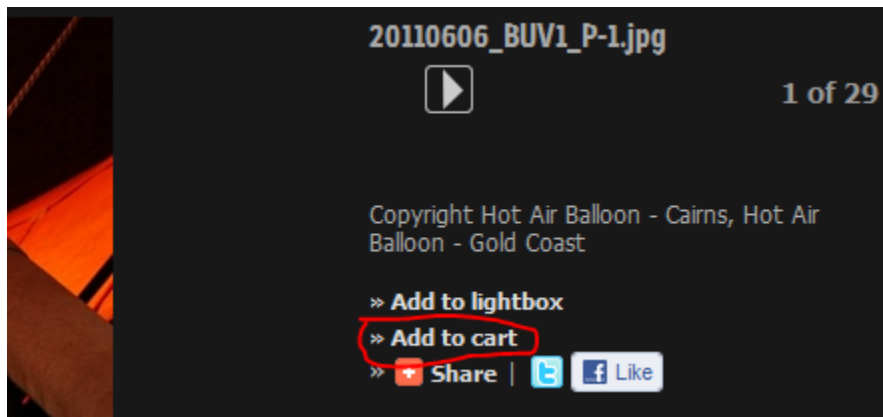 20110606_BUV1_P-1.jpg
1 of 29
Copyright Hot Air Balloon - Cairns, Hot Air
Balloon - Gold Coast
» Add to lightbox
» Add to cart
» Share | Like